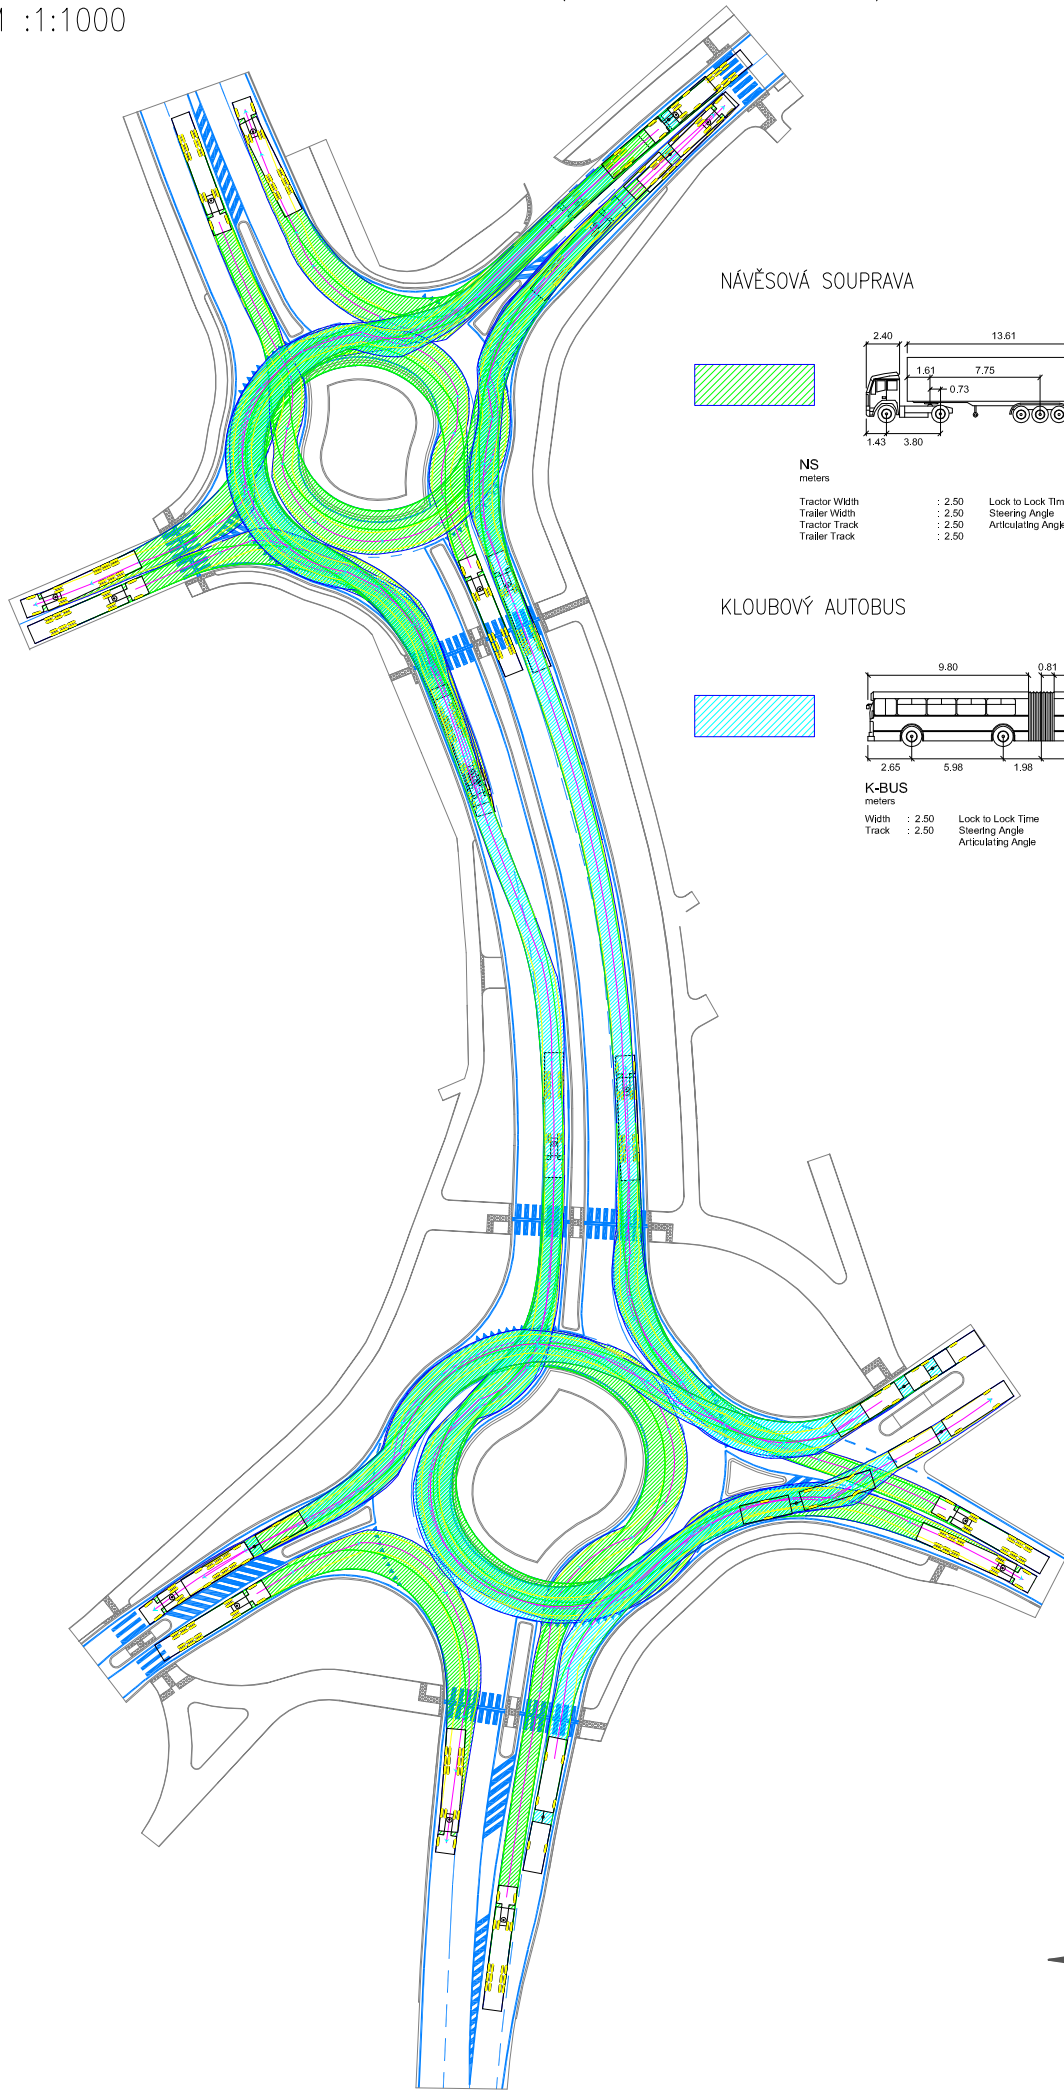 :1:1000
NÁVĚSOVÁ SOUPRAVA
2.40 13.61
1.61 7.75
0.73
1.43 3.80
NS
meters
Tractor Width : 2.50 Lock to Lock Time
Trailer Width : 2.50 Steering Angle
Tractor Track : 2.50 Articulating Angle
Trailer Track : 2.50
KLOUBOVÝ AUTOBUS
9.80 0.81
2.65 5.98 1.98
K-BUS
meters
Width : 2.50 Lock to Lock Time
Track : 2.50 Steering Angle
Articulating Angle